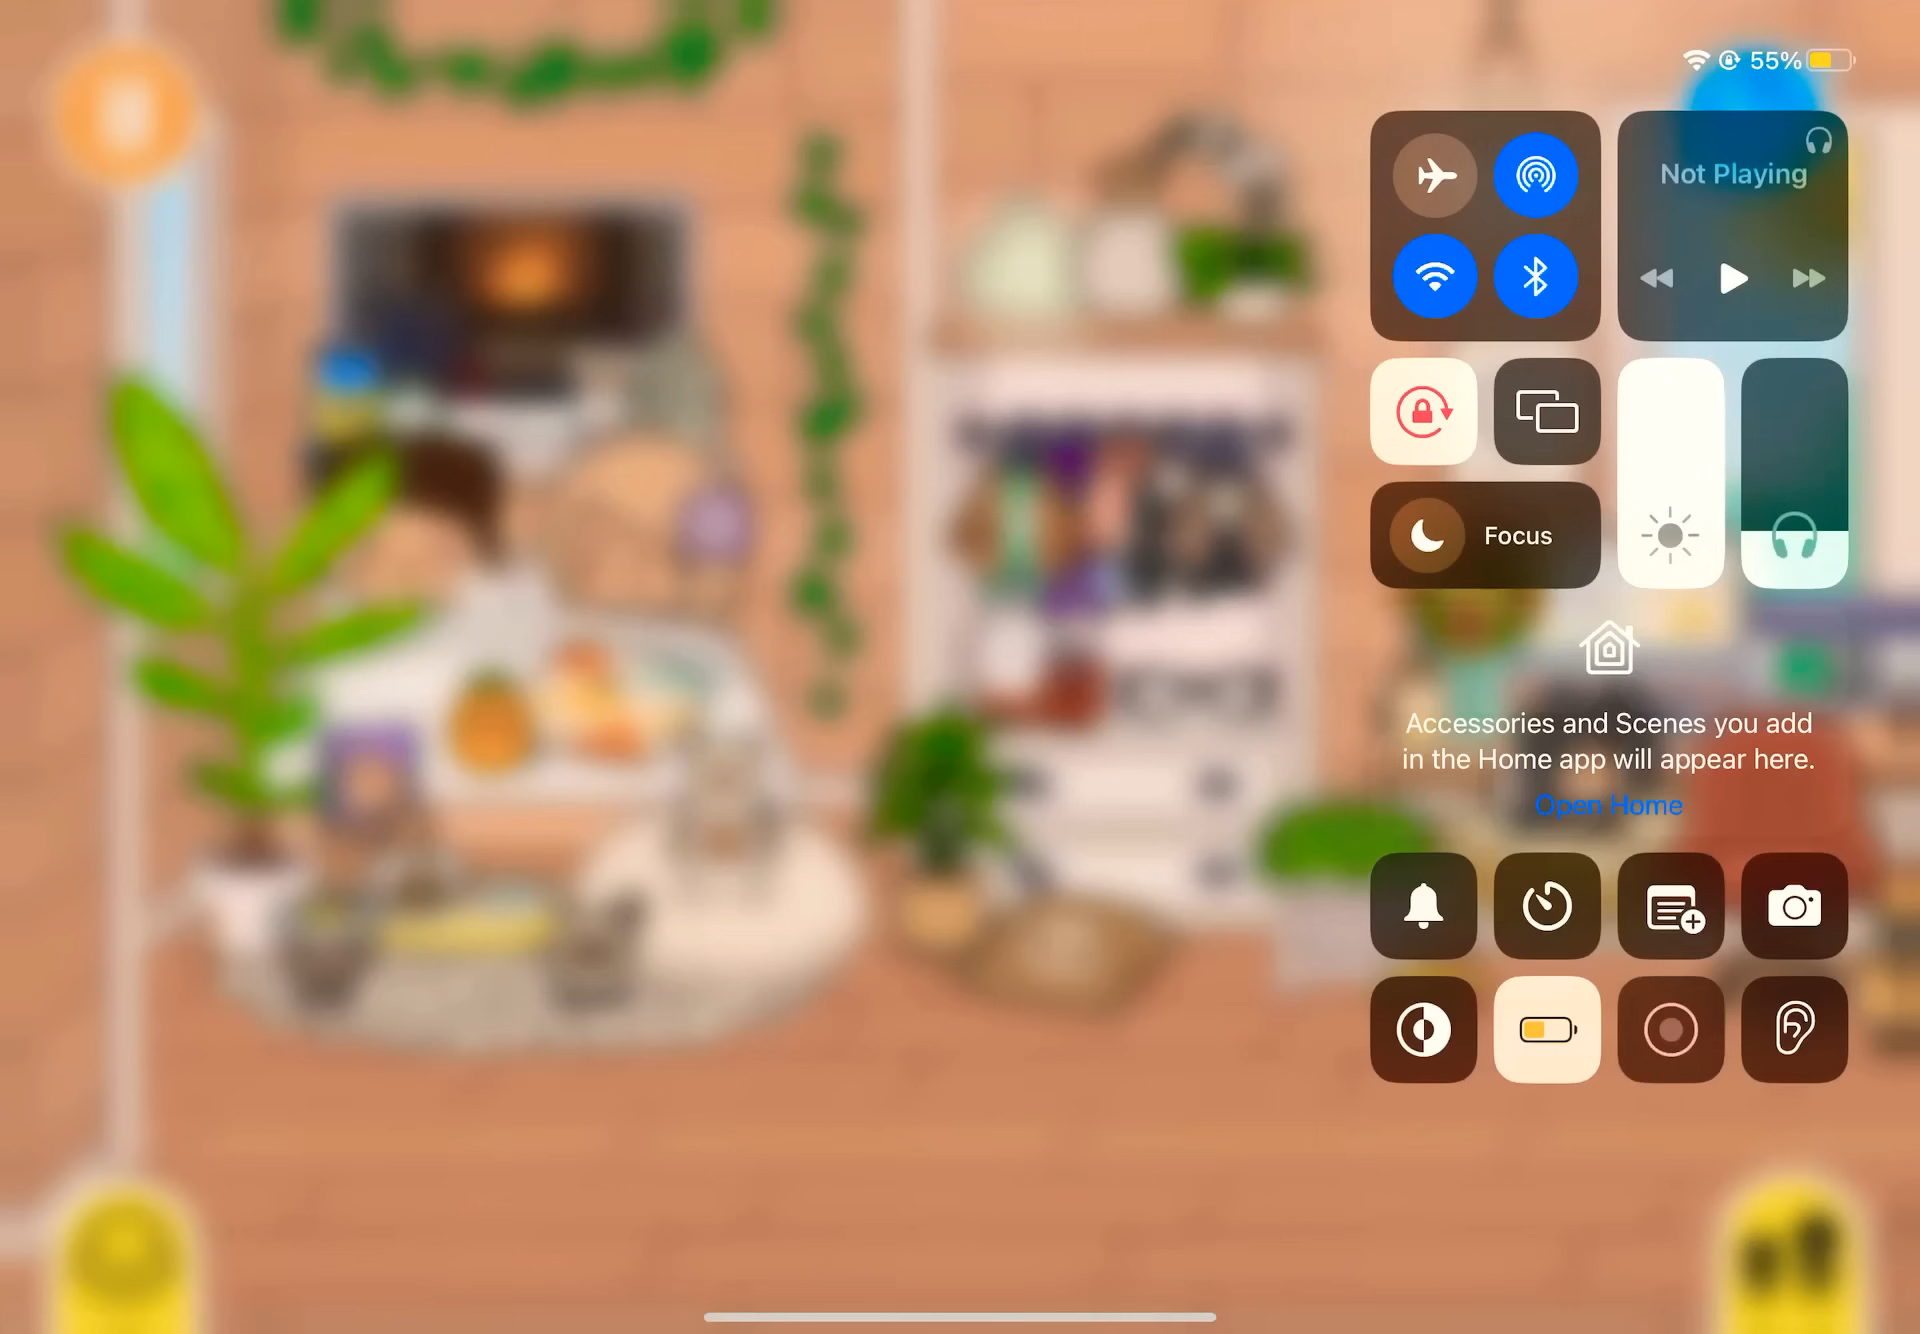 55%
Not Playing
Focus
Accessories and Scenes you add
in the Home app will appear here.
Open Home